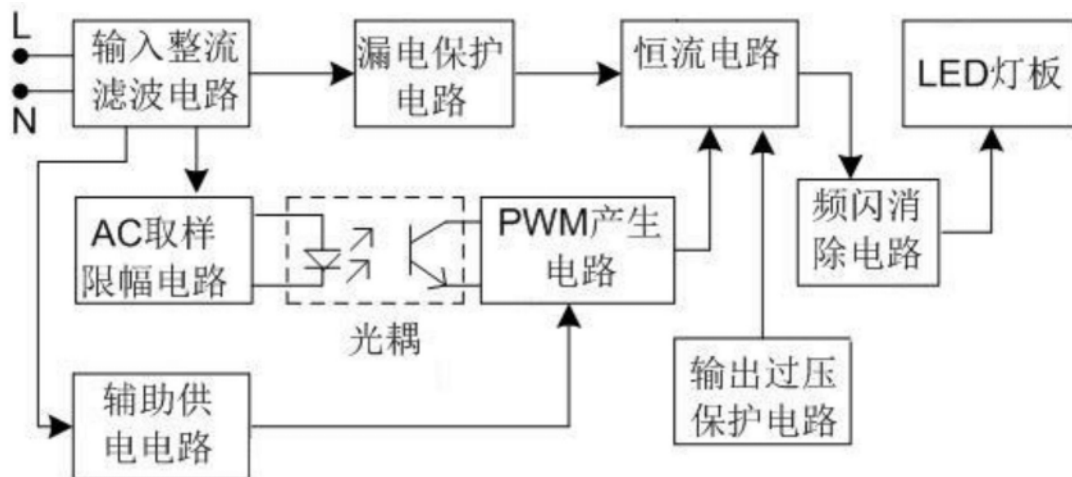 L
N
输入整流
滤波电路
漏电保护
电路
恒流电路
LED灯板
AC取样
限幅电路
光耦
PWM产生
电路
频闪消
除电路
辅助供
电电路
输出过压
保护电路